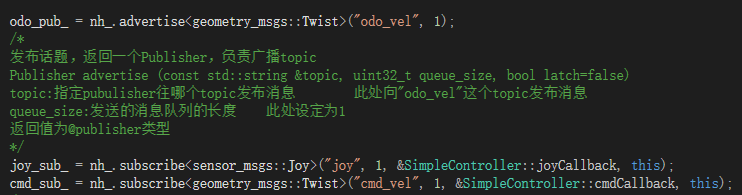 odo_pub_ = nh_.advertise<geometry_msgs::Twist>("odo_vel", 1);
/*
发布话题，返回一个Publisher，负责广播topic
Publisher advertise (const std::string &topic, uint32_t queue_size, bool latch=false)
topic:指定pubulisher往哪个topic发布消息 此处向"odo_vel"这个topic发布消息
queue_size:发送的消息队列的长度 此处设定为1
返回值为@publisher类型
*/
joy_sub_ = nh_.subscribe<sensor_msgs::Joy>("joy", 1, &SimpleController::joyCallback, this);
cmd_sub_ = nh_.subscribe<geometry_msgs::Twist>("cmd_vel", 1, &SimpleController::cmdCallback, this);